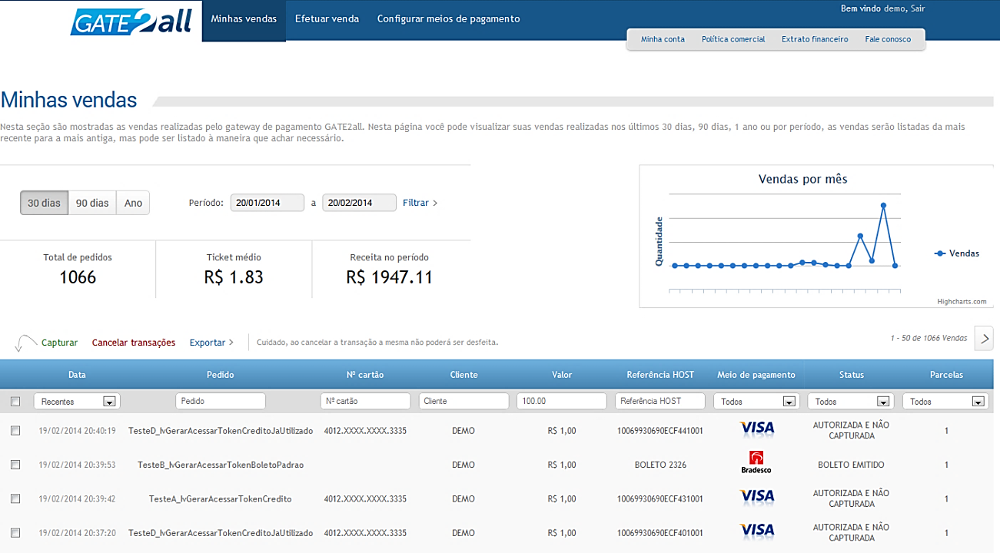 GATE2all
Minhas vendas
Efetuar venda
Configurar meios de pagamento
Bem vindo demo, Sair
Minha conta
Política comercial
Extrato financeiro
Fale conosco
Minhas vendas
Nesta seção são mostradas as vendas realizadas pelo gateway de pagamento GATE2all. Nesta página você pode visualizar suas vendas realizadas nos últimos 30 dias, 90 dias, 1 ano ou por período, as vendas serão listadas da mais
recente para a mais antiga, mas pode ser listado à maneira que achar necessário.
30 dias 90 dias Ano
Período: 20/01/2014 a 20/02/2014 Filtrar >
Total de pedidos
1066
Ticket médio
R$ 1.83
Receita no período
R$ 1947.11
Vendas por mês
Quantidade
Vendas
Highcharts.com
Capturar Cancelar transações Exportar > Cuidado, ao cancelar a transação a mesma não poderá ser desfeita.
1 - 50 de 1066 Vendas >
Data Pedido Nº cartão Cliente Valor Referência HOST Meio de pagamento Status Parcelas
Recentes Pedido Nº cartão Cliente 100.00 Referência HOST Todos Todos Todos
19/02/2014 20:40:19 TesteD_IvGerarAcessarTokenCreditoJaUtilizado 4012.XXXX.XXXX.3335 DEMO R$ 1,00 10069930690ECF441001 VISA AUTORIZADA E NÃO
CAPTURADA 1
19/02/2014 20:39:53 TesteB_IvGerarAcessarTokenBoletoPadrao DEMO R$ 1,00 BOLETO 2326 Bradesco BOLETO EMITIDO 1
19/02/2014 20:39:42 TesteA_IvGerarAcessarTokenCredito 4012.XXXX.XXXX.3335 DEMO R$ 1,00 10069930690ECF431001 VISA AUTORIZADA E NÃO
CAPTURADA 1
19/02/2014 20:37:20 TesteD_IvGerarAcessarTokenCreditoJaUtilizado 4012.XXXX.XXXX.3335 DEMO R$ 1,00 10069930690ECF401001 VISA AUTORIZADA E NÃO
CAPTURADA 1